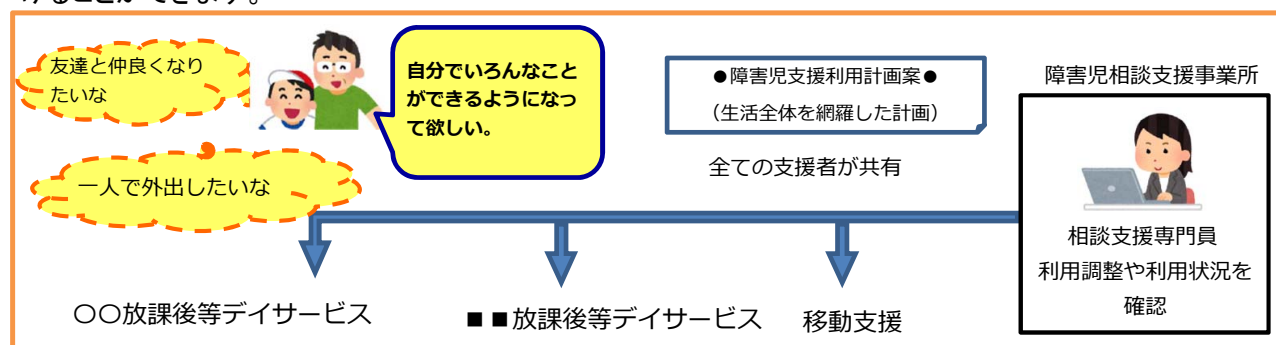 友達と仲良くなり
たいな
自分でいろんなこと
ができるようになっ
て欲しい。
●障害児支援利用計画案●
(生活全体を網羅した計画)
障害児相談支援事業所
全ての支援者が共有
一人で外出したいな
相談支援専門員
利用調整や利用状況を
確認
〇〇放課後等デイサービス
■■放課後等デイサービス
移動支援